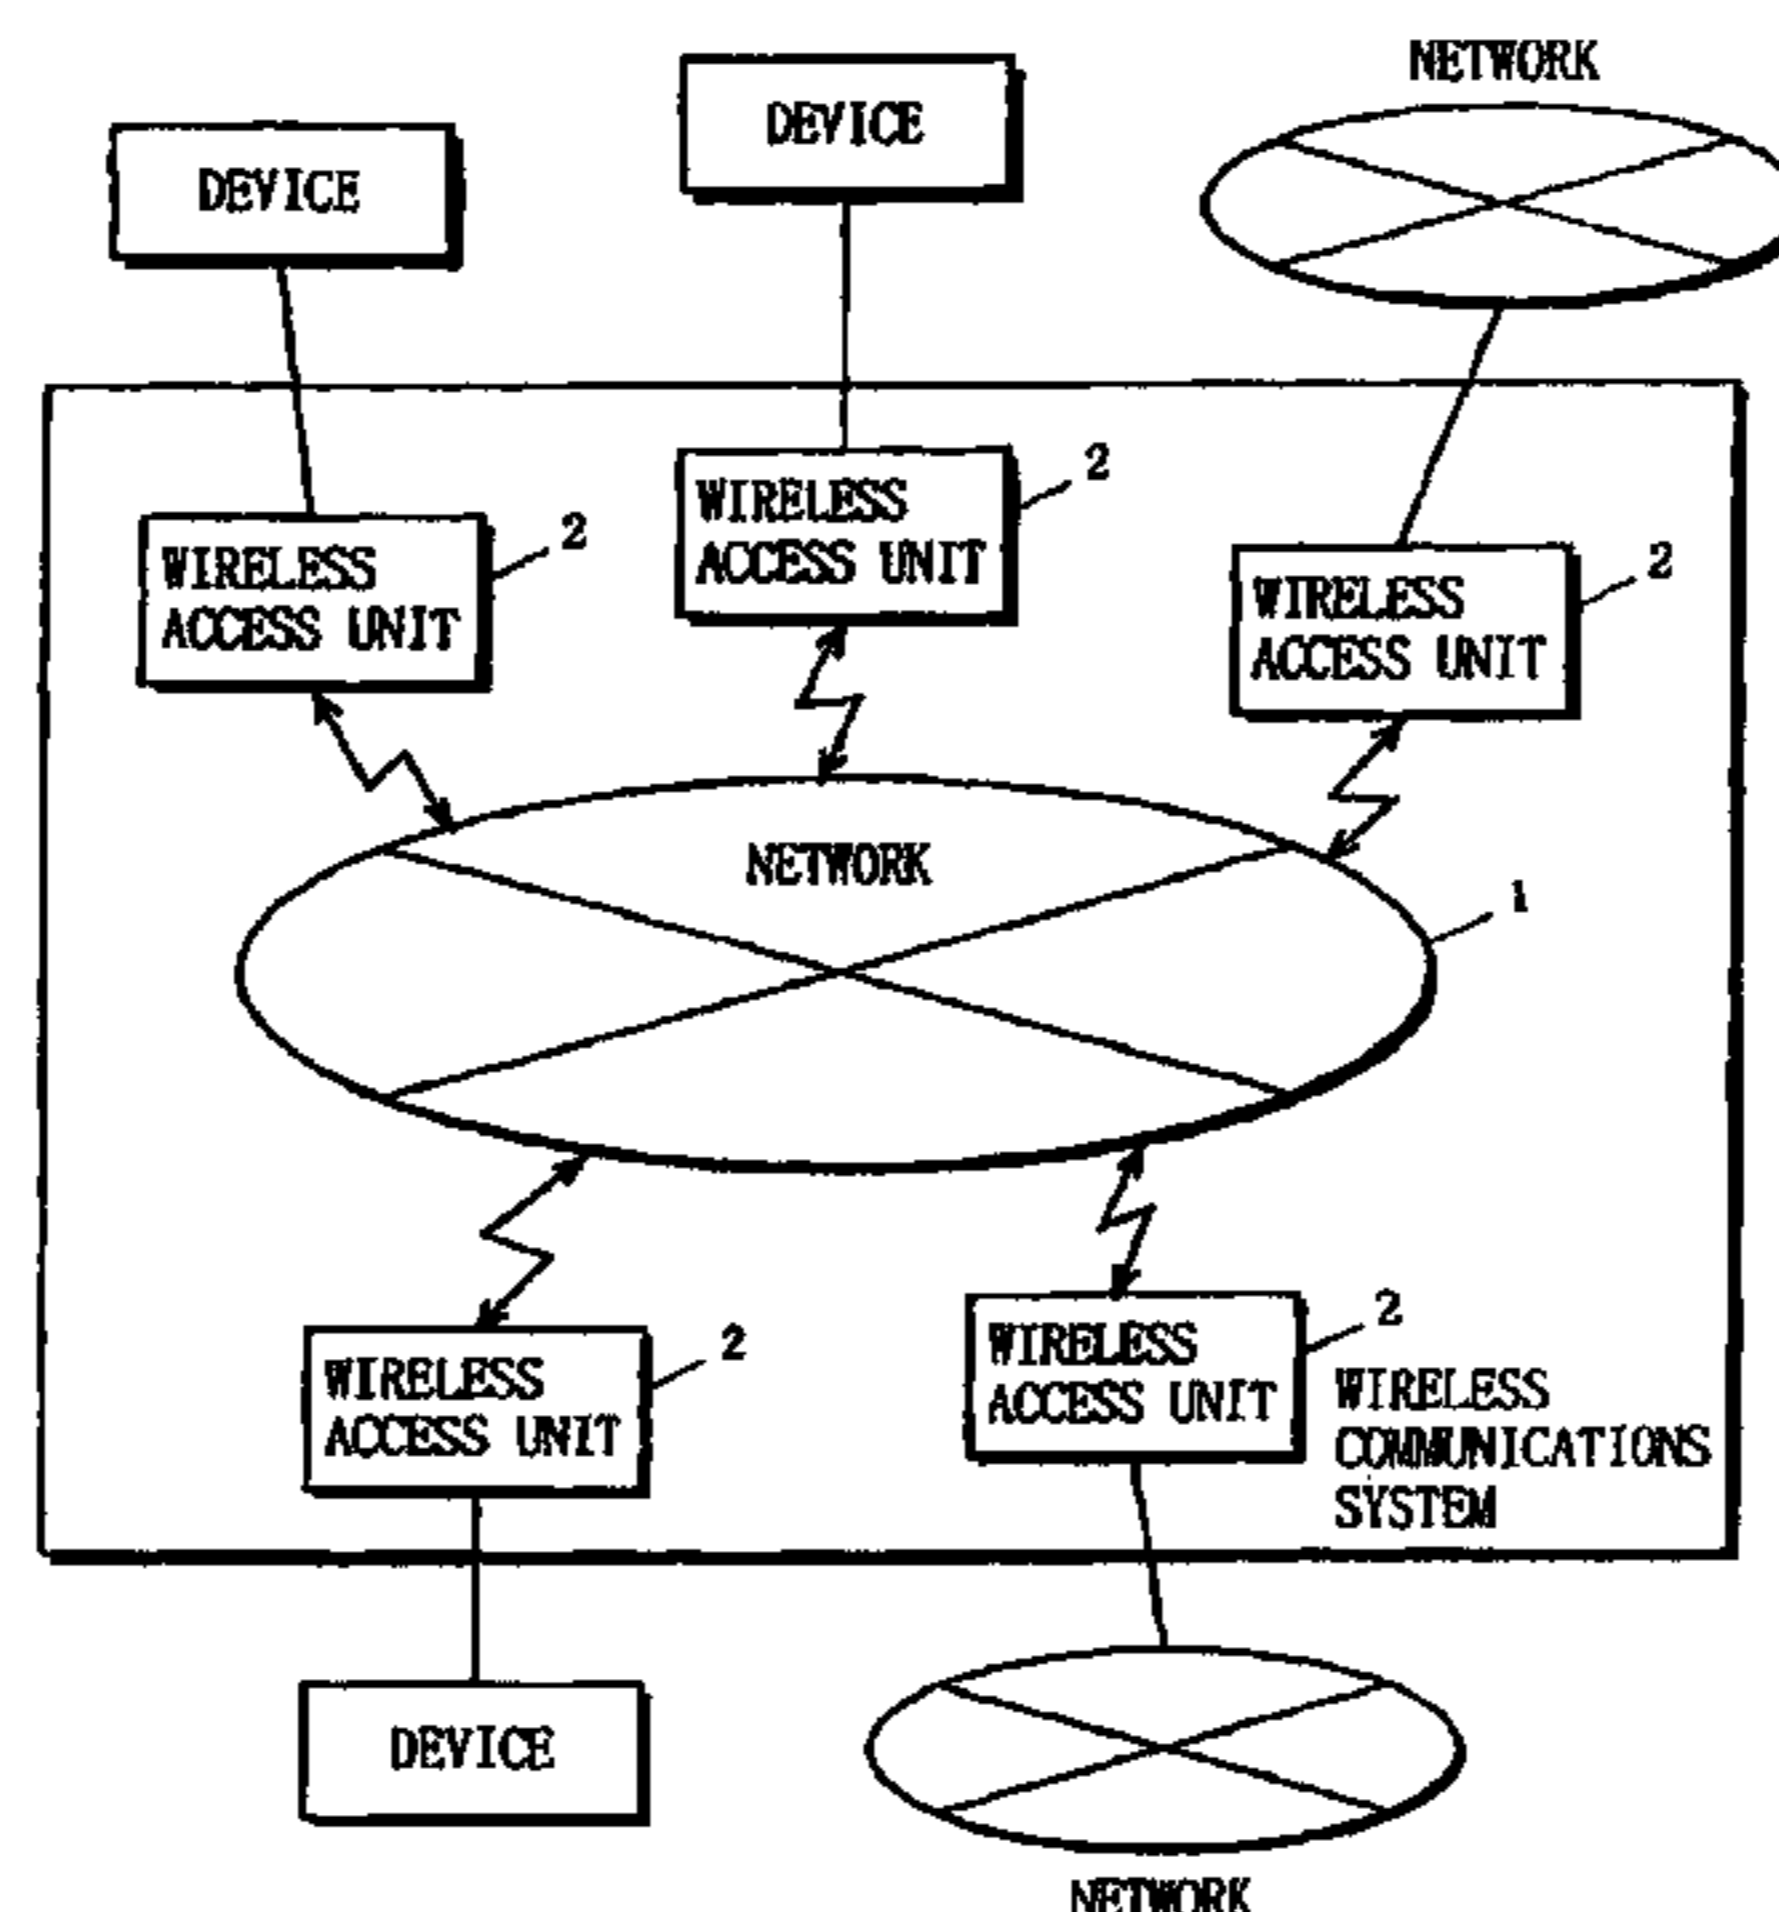 NETWORK
DEVICE
DEVICE
2
WIRELESS
ACCESS UNIT
2
WIRELESS
ACCESS UNIT
2
WIRELESS
ACCESS UNIT
NETWORK
1
2
WIRELESS
ACCESS UNIT
2
WIRELESS
ACCESS UNIT
WIRELESS
COMMUNICATIONS
SYSTEM
DEVICE
NETWORK